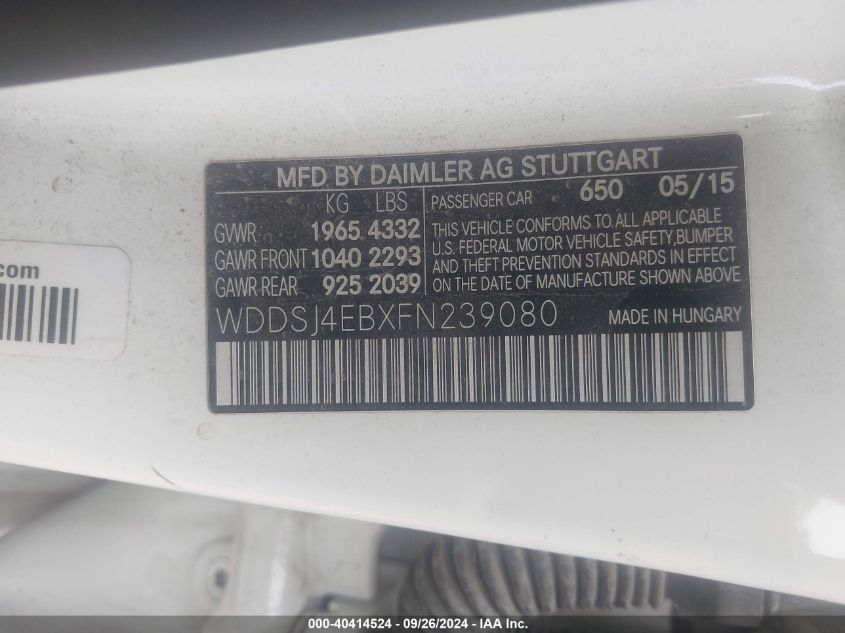 MFD BY DAIMLER AG STUTTGART
KG LBS
GVWR 1965 4332
GAWR FRONT 1040 2293
GAWR REAR 925 2039
PASSENGER CAR 650 05/15
THIS VEHICLE CONFORMS TO ALL APPLICABLE
U.S. FEDERAL MOTOR VEHICLE SAFETY, BUMPER
AND THEFT PREVENTION STANDARDS IN EFFECT
ON THE DATE OF MANUFACTURE SHOWN ABOVE
WDDSJ4EBXFN239080 MADE IN HUNGARY
.com
000-40414524 - 09/26/2024 - IAA Inc.